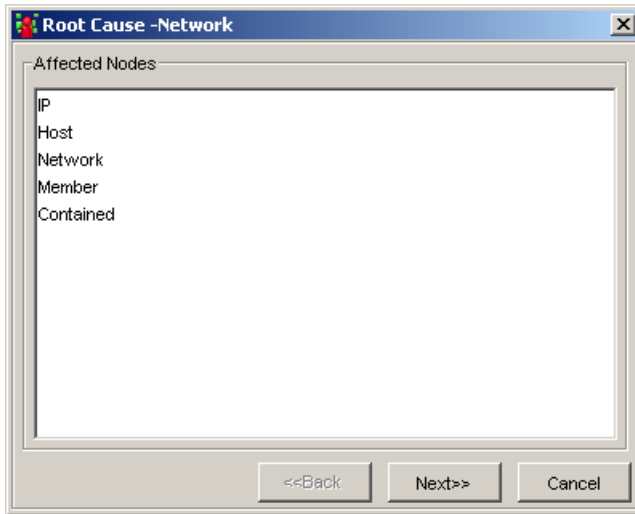 Root Cause -Network
Affected Nodes
IP
Host
Network
Member
Contained
<<Back
Next>>
Cancel